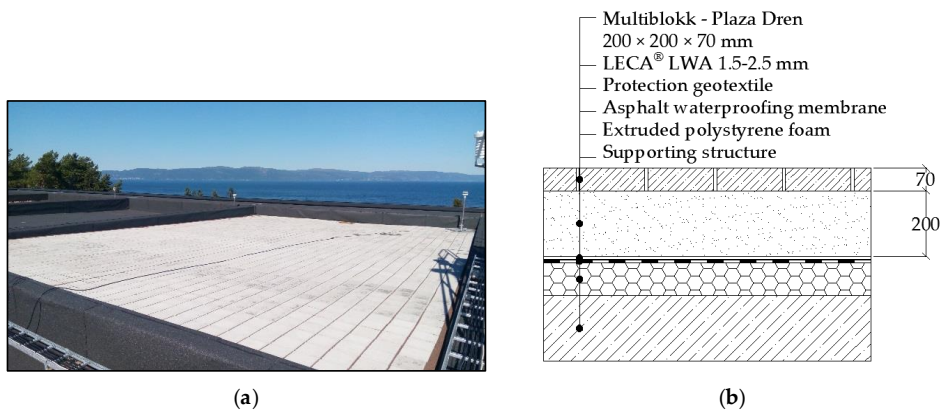 Multiblokk - Plaza Dren
200 × 200 × 70 mm
LECA® LWA 1.5-2.5 mm
Protection geotextile
Asphalt waterproofing membrane
Extruded polystyrene foam
Supporting structure
70
200
(a)
(b)